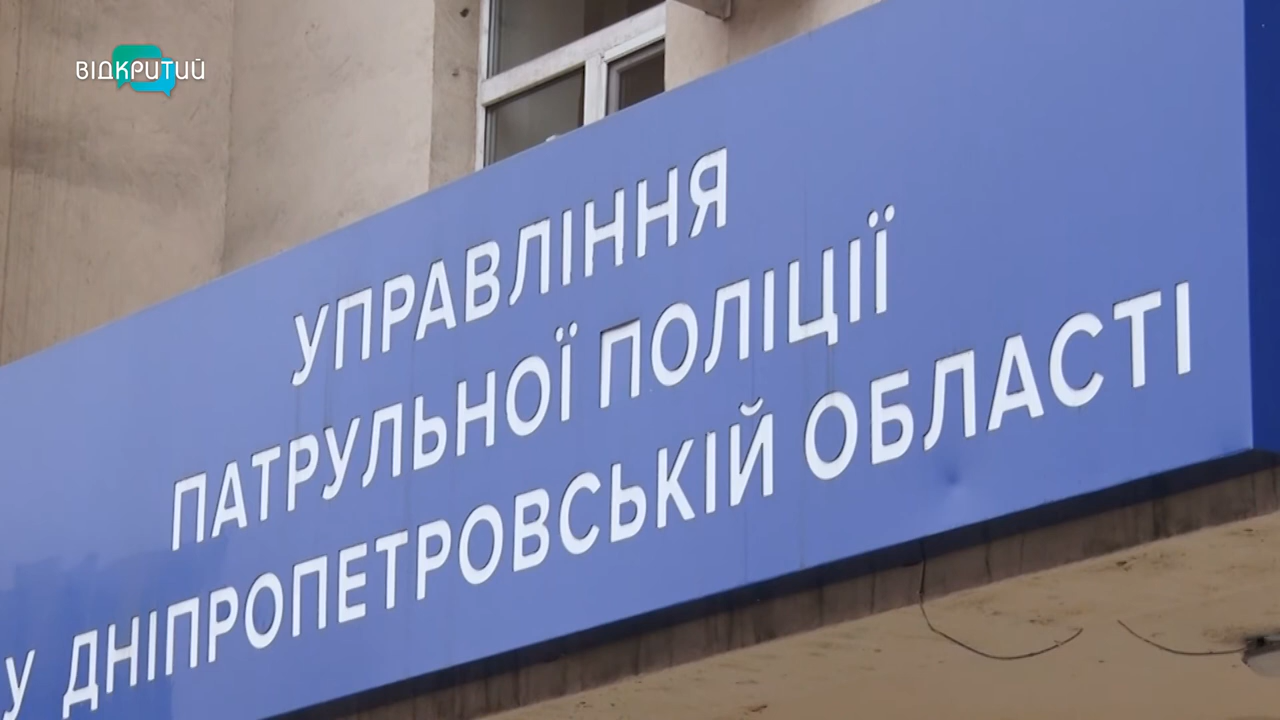 ВІДКРИТИЙ
УПРАВЛІННЯ
ПАТРУЛЬНОЇ ПОЛІЦІЇ
У ДНІПРОПЕТРОВСЬКІЙ ОБЛАСТІ